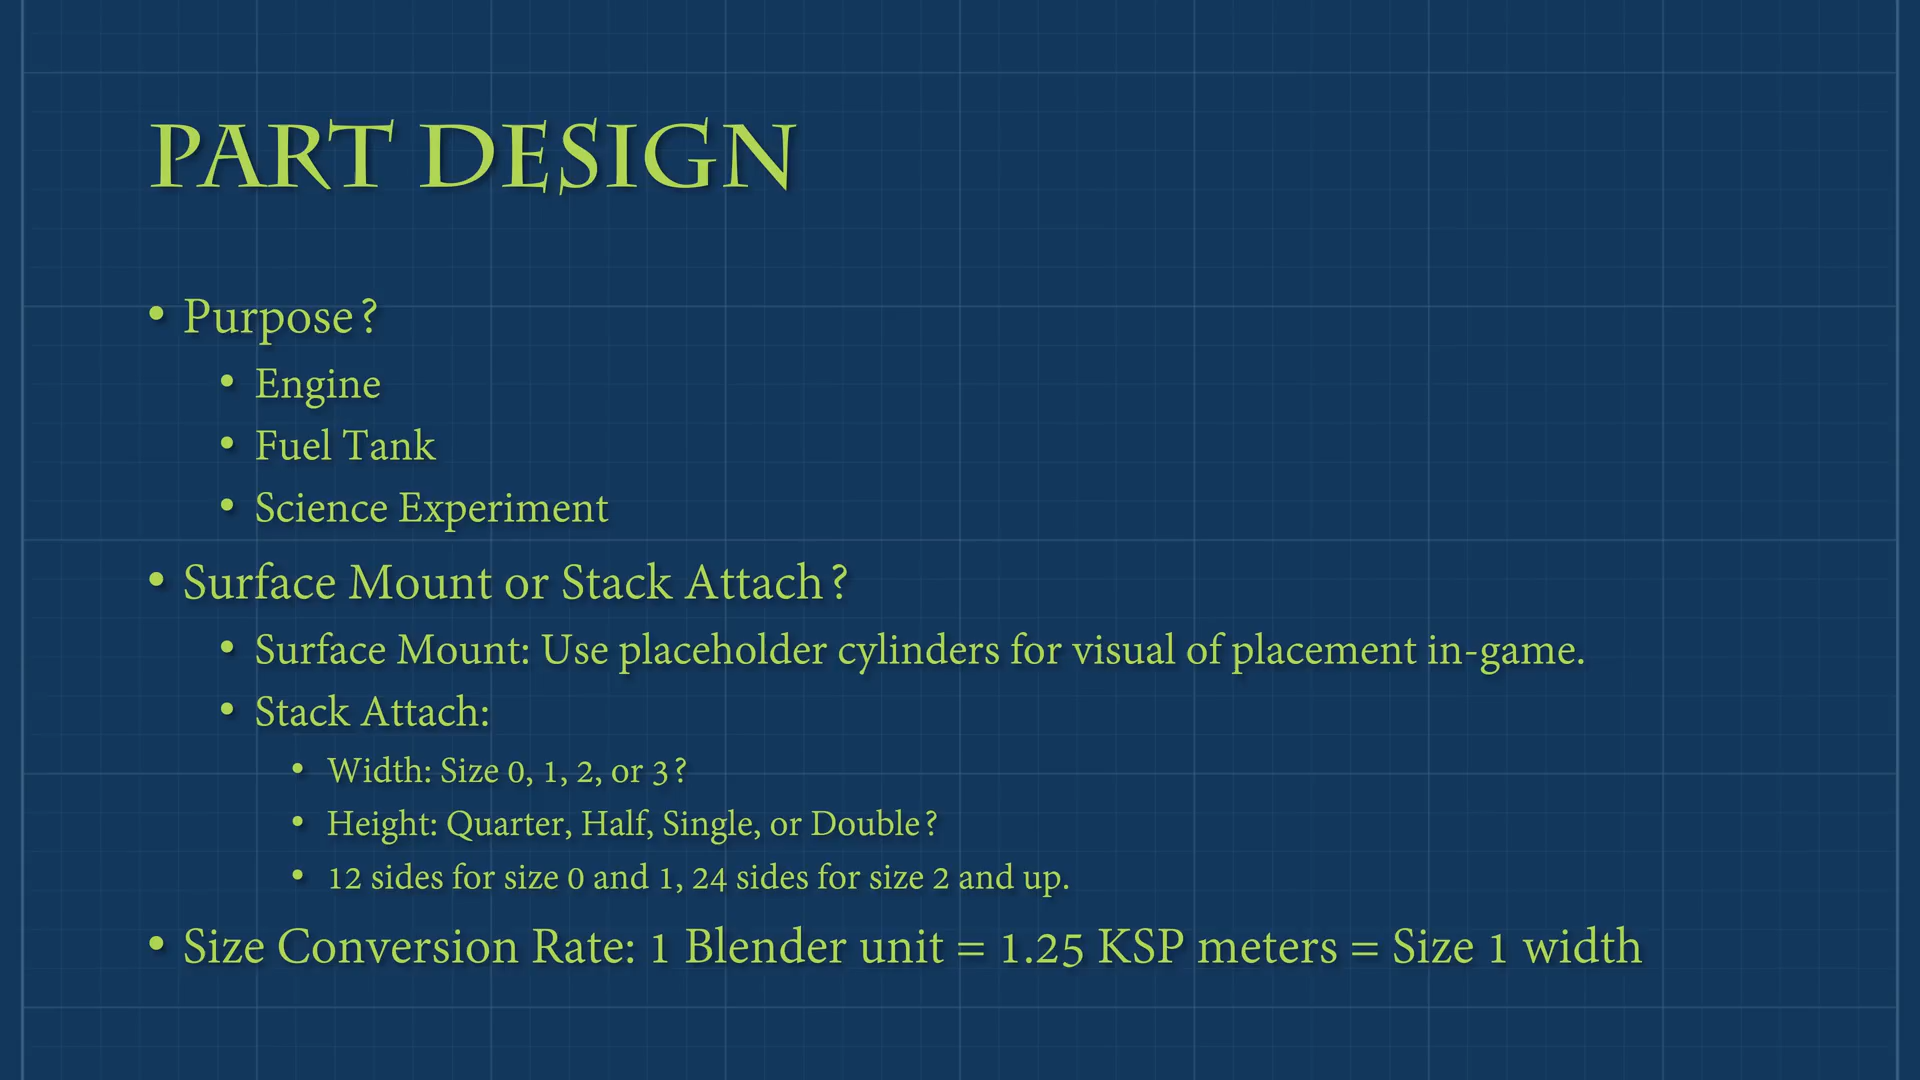 PART DESIGN
• Purpose?
• Engine
• Fuel Tank
• Science Experiment
• Surface Mount or Stack Attach?
• Surface Mount: Use placeholder cylinders for visual of placement in-game.
• Stack Attach:
• Width: Size 0, 1, 2, or 3?
• Height: Quarter, Half, Single, or Double?
• 12 sides for size 0 and 1, 24 sides for size 2 and up.
• Size Conversion Rate: 1 Blender unit = 1.25 KSP meters = Size 1 width